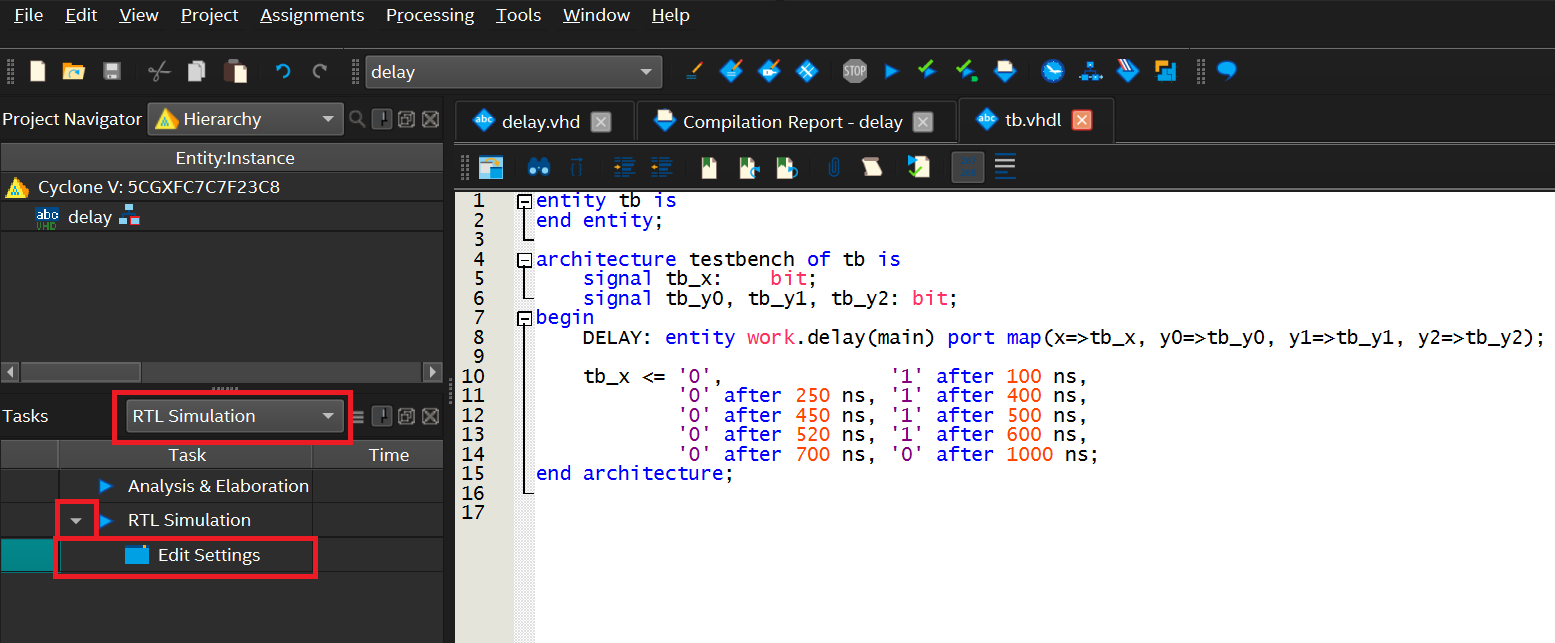 File Edit View Project Assignments Processing Tools Window Help
delay
STOP
Project Navigator Hierarchy
abc delay.vhd Compilation Report - delay abc tb.vhdl
Entity:Instance
Cyclone V: 5CGXFC7C7F23C8
abc VHD delay
Tasks RTL Simulation
Task Time
Analysis & Elaboration
RTL Simulation
Edit Settings
1 entity tb is
2 end entity;
3
4 architecture testbench of tb is
5 signal tb_x:    bit;
6 signal tb_y0, tb_y1, tb_y2: bit;
7 begin
8 DELAY: entity work.delay(main) port map(x=>tb_x, y0=>tb_y0, y1=>tb_y1, y2=>tb_y2);
9
10 tb_x <= '0',              '1' after 100 ns,
11 '0' after 250 ns, '1' after 400 ns,
12 '0' after 450 ns, '1' after 500 ns,
13 '0' after 520 ns, '1' after 600 ns,
14 '0' after 700 ns, '0' after 1000 ns;
15 end architecture;
16
17